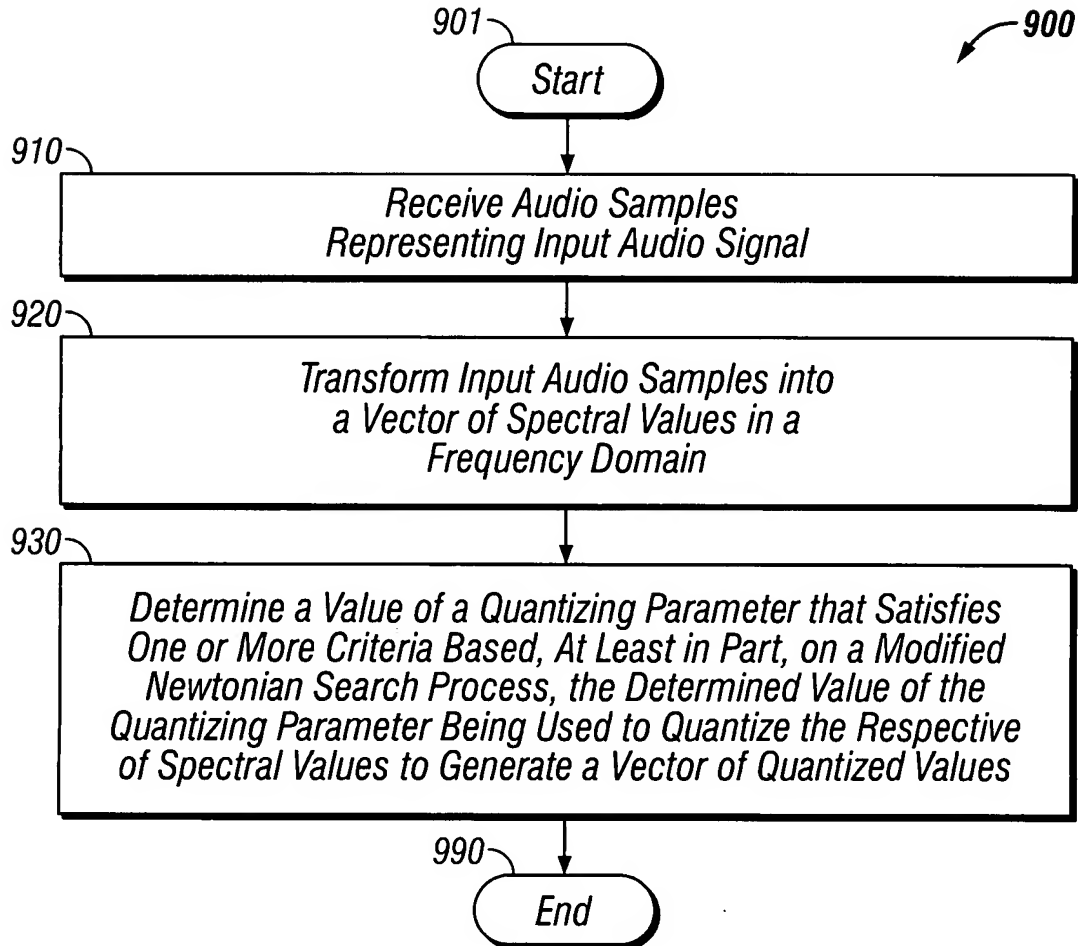 901
900
Start
910
Receive Audio Samples
Representing Input Audio Signal
920
Transform Input Audio Samples into
a Vector of Spectral Values in a
Frequency Domain
930
Determine a Value of a Quantizing Parameter that Satisfies
One or More Criteria Based, At Least in Part, on a Modified
Newtonian Search Process, the Determined Value of the
Quantizing Parameter Being Used to Quantize the Respective
of Spectral Values to Generate a Vector of Quantized Values
990
End